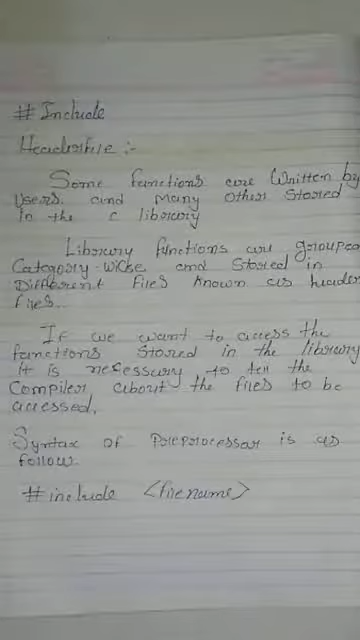 # Include
Headerfile :-
Some functions are Written by
Users and Many Other Stored
In the C library
Library functions are grouped
Category-wicke and Stored in
Different files known as header
files..
If we want to access the
functions Stored in the library
it is necessary to tell the
Compiler about the files to be
accessed.
Syntax of Preprocessor is as
follow.
#include <filename>